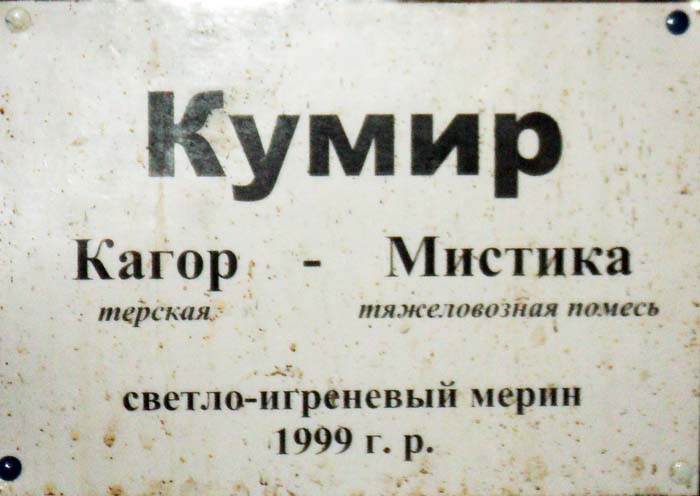 Кумир
Кагор - Мистика
терская тяжеловозная помесь
светло-игреневый мерин
1999 г. р.